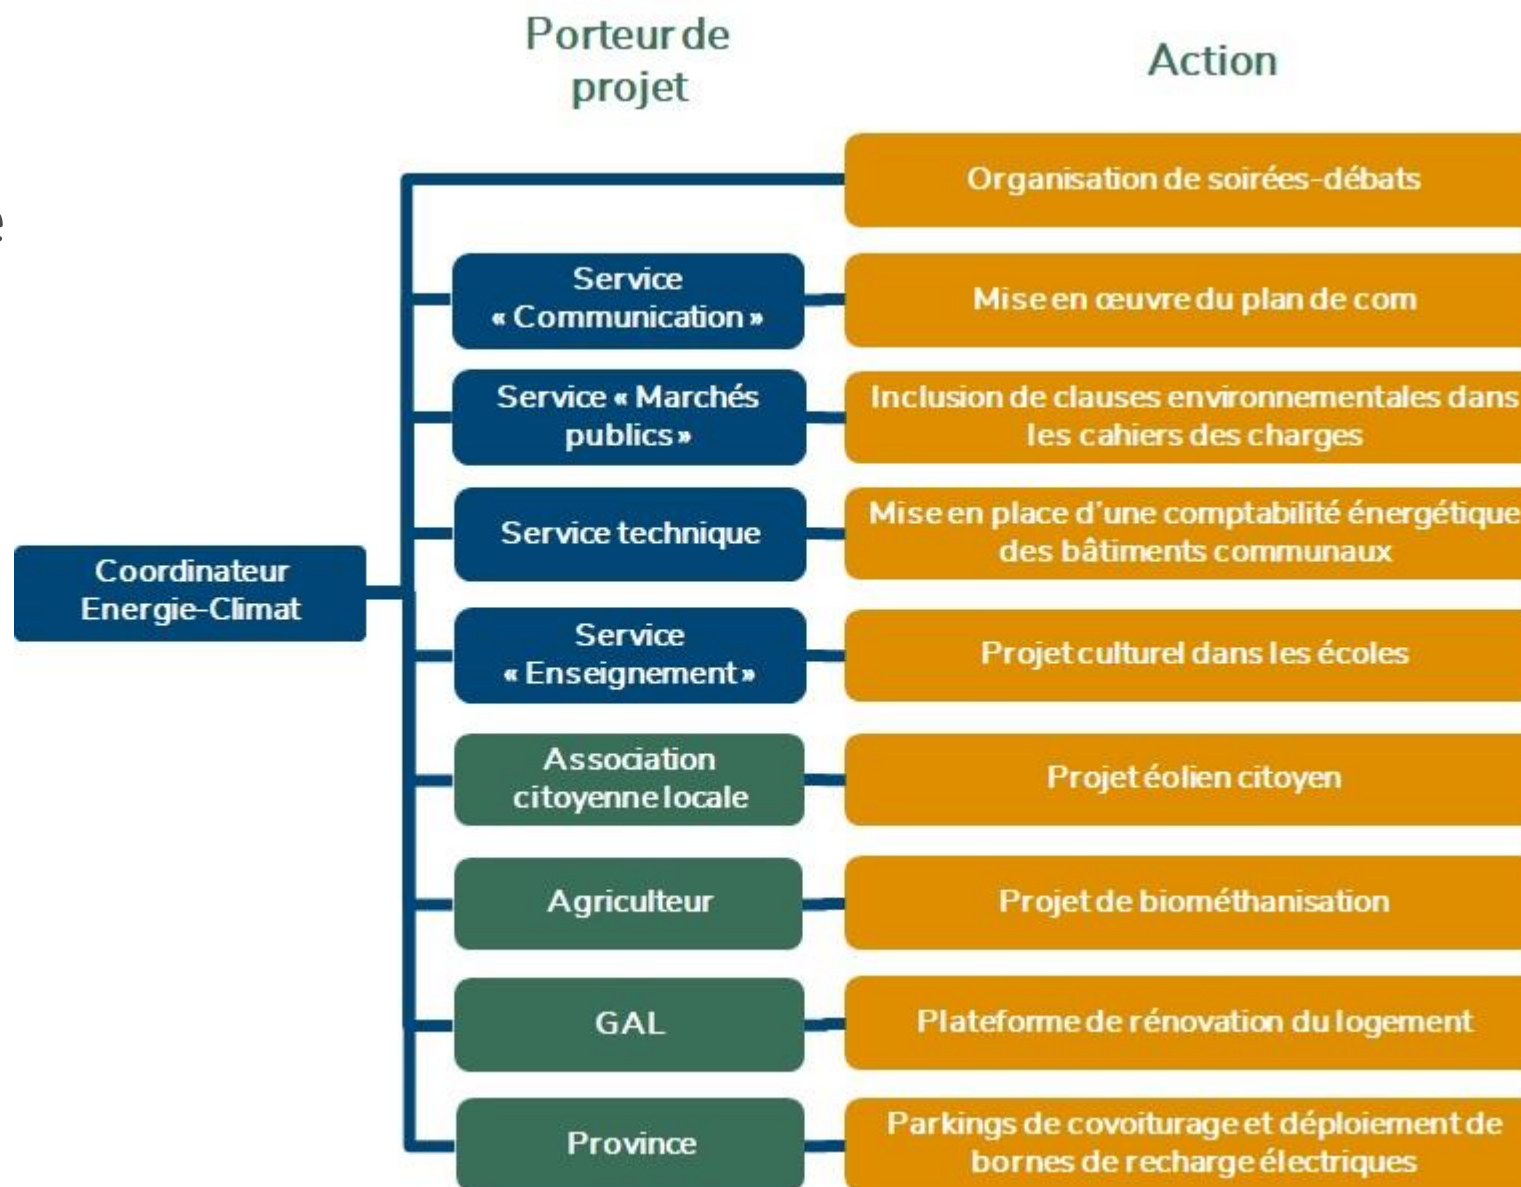 Porteur de
projet
Action
e
Organisation de soirées-débats
Service
« Communication »
Mise en œuvre du plan de com
Service « Marchés
publics »
Inclusion de clauses environnementales dans
les cahiers des charges
Service technique
Mise en place d'une comptabilité énergétique
des bâtiments communaux
Coordinateur
Energie-Climat
Service
« Enseignement »
Projet culturel dans les écoles
Association
citoyenne locale
Projet éolien citoyen
Agriculteur
Projet de biométhanisation
GAL
Plateforme de rénovation du logement
Province
Parkings de covoiturage et déploiement de
bornes de recharge électriques